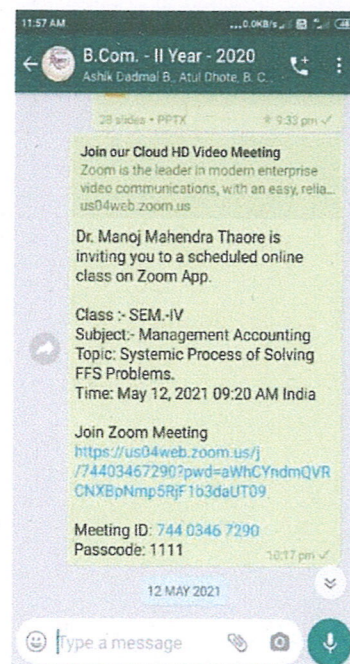 11:57 AM
...0.0KB/s
48
B.Com. - II Year - 2020
Ashik Dadmal B., Atul Dhote, B. C..
28 slides • PPTX
9:33 pm
Join our Cloud HD Video Meeting
Zoom is the leader in modern enterprise
video communications, with an easy, relia...
us04web.zoom.us
Dr. Manoj Mahendra Thaore is
inviting you to a scheduled online
class on Zoom App.
Class :- SEM.-IV
Subject:- Management Accounting
Topic: Systemic Process of Solving
FFS Problems.
Time: May 12, 2021 09:20 AM India
Join Zoom Meeting
https://us04web.zoom.us/j
/74403467290?pwd=aWhCYndmQVR
CNXBpNmp5RjF1b3daUT09
Meeting ID: 744 0346 7290
Passcode: 1111
10:17 pm
12 MAY 2021
Type a message